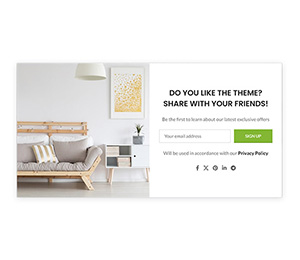 DO YOU LIKE THE THEME?
SHARE WITH YOUR FRIENDS!
Be the first to learn about our latest exclusive offers
Your email address
SIGN UP
Will be used in accordance with our Privacy Policy